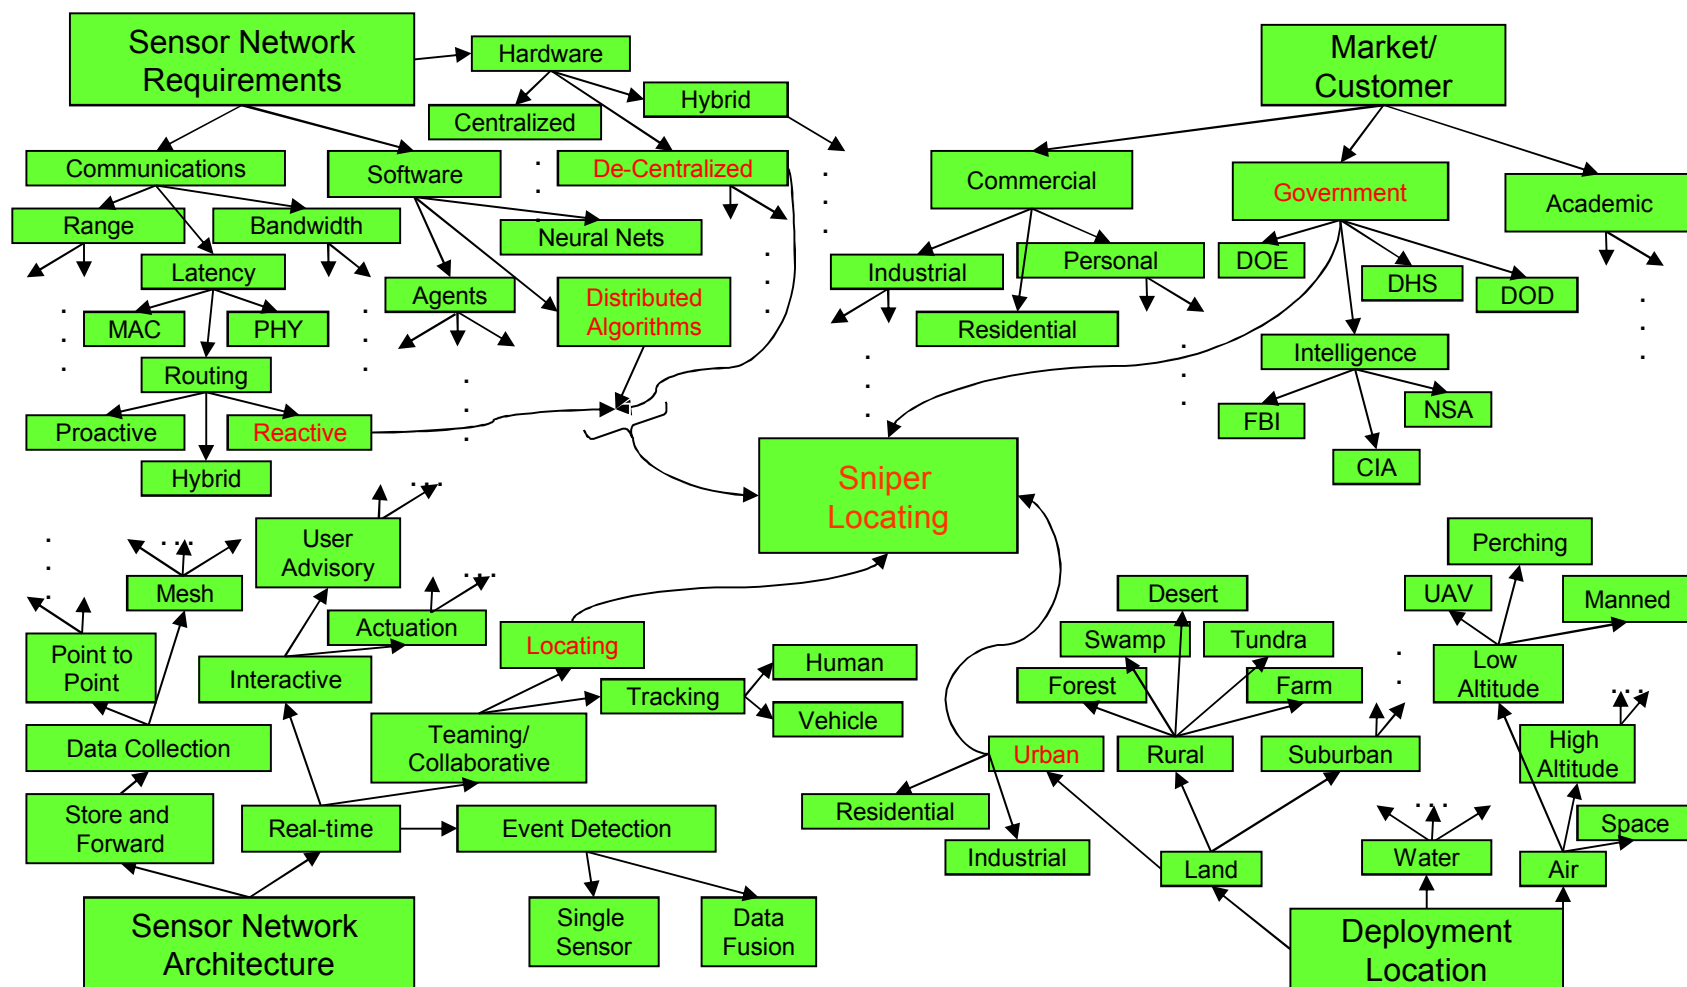 Sensor Network
Requirements
Hardware
Centralized
Hybrid
De-Centralized
Communications
Software
Range
Bandwidth
Neural Nets
Latency
Agents
Distributed
Algorithms
MAC
PHY
Routing
Proactive
Reactive
Hybrid
Market/
Customer
Commercial
Government
Academic
Industrial
Personal
Residential
DOE
DHS
DOD
Intelligence
FBI
NSA
CIA
Sniper
Locating
User
Advisory
Mesh
Actuation
Point to
Point
Interactive
Locating
Tracking
Human
Vehicle
Data Collection
Teaming/
Collaborative
Store and
Forward
Real-time
Event Detection
Single
Sensor
Data
Fusion
Sensor Network
Architecture
Perching
UAV
Manned
Desert
Swamp
Tundra
Forest
Farm
Low
Altitude
Urban
Rural
Suburban
High
Altitude
Residential
Industrial
Space
Land
Water
Air
Deployment
Location